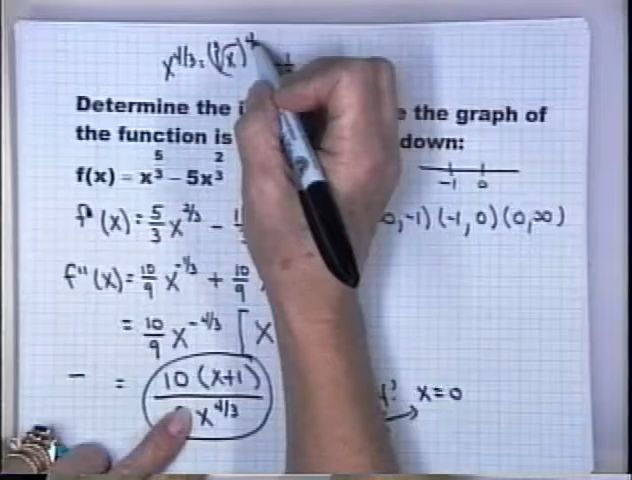 x^4/3 = (∛x)^4
Determine the i e the graph of
the function is down:
f(x) = x^5/3 − 5x^2/3
-1 0
f'(x) = 5/3 x^2/3 −
0, -1) (-1, 0) (0, ∞)
f''(x) = 10/9 x^-1/3 + 10/9
= 10/9 x^-4/3 [ x
− = 10 (x+1) / x^4/3
? x = 0